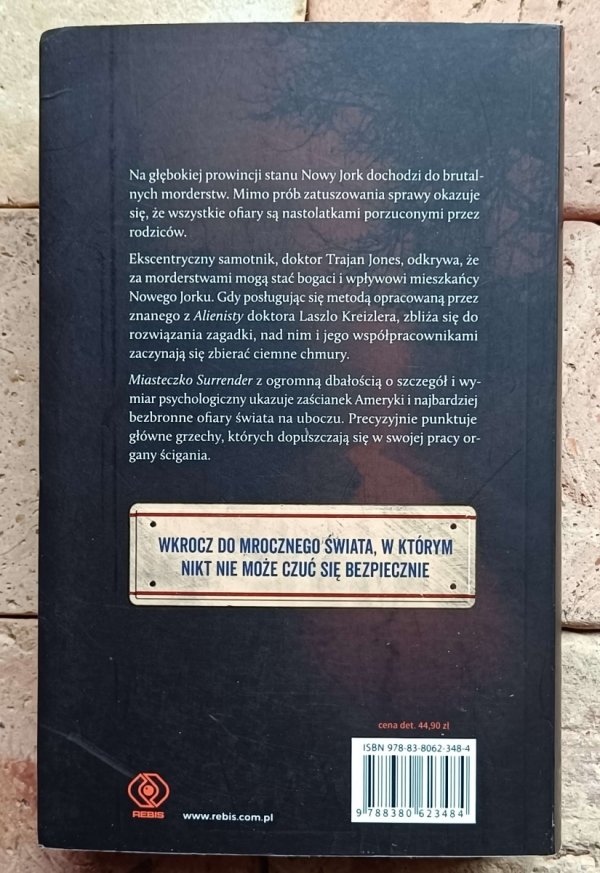 Na głębokiej prowincji stanu Nowy Jork dochodzi do brutal-
nych morderstw. Mimo prób zatuszowania sprawy okazuje
się, że wszystkie ofiary są nastolatkami porzuconymi przez
rodziców.
Ekscentryczny samotnik, doktor Trajan Jones, odkrywa, że
za morderstwami mogą stać bogaci i wpływowi mieszkańcy
Nowego Jorku. Gdy posługując się metodą opracowaną przez
znanego z Alienisty doktora Laszlo Kreizlera, zbliża się do
rozwiązania zagadki, nad nim i jego współpracownikami
zaczynają się zbierać ciemne chmury.
Miasteczko Surrender z ogromną dbałością o szczegół i wy-
miar psychologiczny ukazuje zaścianek Ameryki i najbardziej
bezbronne ofiary świata na uboczu. Precyzyjnie punktuje
główne grzechy, których dopuszczają się w swojej pracy or-
gany ścigania.
WKROCZ DO MROCZNEGO ŚWIATA, W KTÓRYM
NIKT NIE MOŻE CZUĆ SIĘ BEZPIECZNIE
cena det. 44,90 zł
ISBN 978-83-8062-348-4
9 788380 623484
REBIS
www.rebis.com.pl